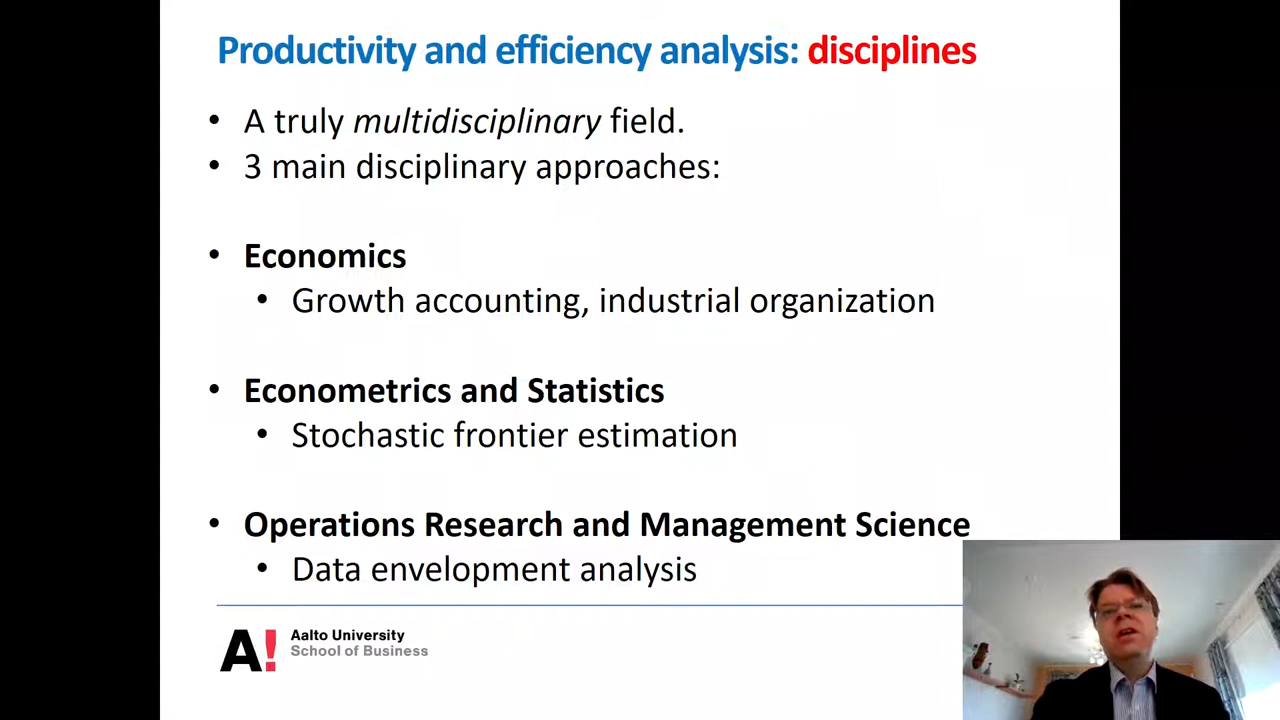 Productivity and efficiency analysis: disciplines
• A truly multidisciplinary field.
• 3 main disciplinary approaches:
• Economics
• Growth accounting, industrial organization
• Econometrics and Statistics
• Stochastic frontier estimation
• Operations Research and Management Science
• Data envelopment analysis
A! Aalto University
School of Business